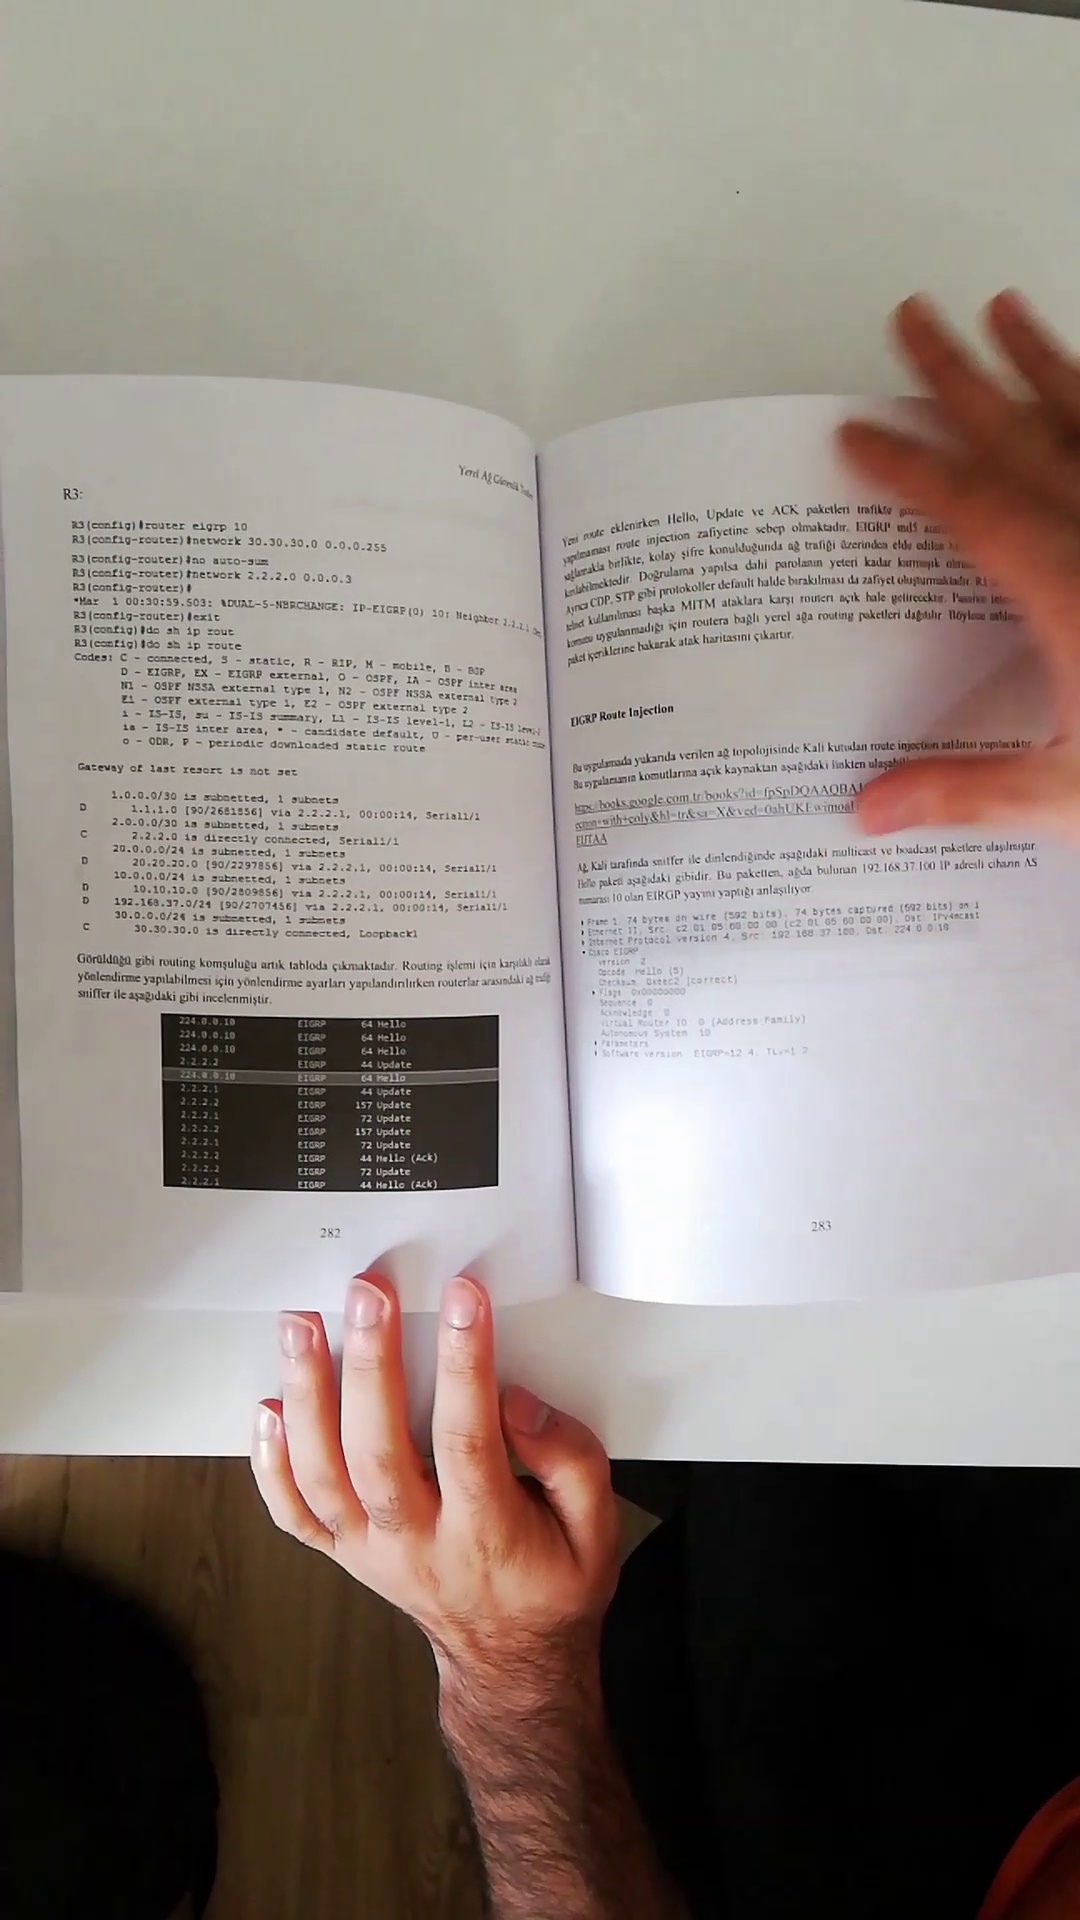 Yerel Ağ Güvenlik
R3:
R3(config)#router eigrp 10
R3(config-router)#network 30.30.30.0 0.0.0.255
R3(config-router)#no auto-sum
R3(config-router)#network 2.2.2.0 0.0.0.3
R3(config-router)#
*Mar 1 00:30:59.503: %DUAL-5-NBRCHANGE: IP-EIGRP(0) 10: Neighbor 2.2.2.1
R3(config-router)#exit
R3(config)#do sh ip rout
R3(config)#do sh ip route
Codes: C - connected, S - static, R - RIP, M - mobile, B - BGP
D - EIGRP, EX - EIGRP external, O - OSPF, IA - OSPF inter area
N1 - OSPF NSSA external type 1, N2 - OSPF NSSA external type 2
E1 - OSPF external type 1, E2 - OSPF external type 2
i - IS-IS, su - IS-IS summary, L1 - IS-IS level-1, L2 - IS-IS level-
ia - IS-IS inter area, * - candidate default, U - per-user static
o - ODR, P - periodic downloaded static route
Gateway of last resort is not set
1.0.0.0/30 is subnetted, 1 subnets
D 1.1.1.0 [90/2681856] via 2.2.2.1, 00:00:14, Serial1/1
2.0.0.0/30 is subnetted, 1 subnets
C 2.2.2.0 is directly connected, Serial1/1
20.0.0.0/24 is subnetted, 1 subnets
D 20.20.20.0 [90/2297856] via 2.2.2.1, 00:00:14, Serial1/1
10.0.0.0/24 is subnetted, 1 subnets
D 10.10.10.0 [90/2809856] via 2.2.2.1, 00:00:14, Serial1/1
D 192.168.37.0/24 [90/2707456] via 2.2.2.1, 00:00:14, Serial1/1
30.0.0.0/24 is subnetted, 1 subnets
C 30.30.30.0 is directly connected, Loopback1
Görüldüğü gibi routing komşuluğu artık tabloda çıkmaktadır. Routing işlemi için karşılıklı olarak
yönlendirme yapılabilmesi için yönlendirme ayarları yapılandırılırken routerlar arasındaki ağ trafiği
sniffer ile aşağıdaki gibi incelenmiştir.
224.0.0.10 EIGRP 64 Hello
224.0.0.10 EIGRP 64 Hello
224.0.0.10 EIGRP 64 Hello
2.2.2.2 EIGRP 44 Update
224.0.0.10 EIGRP 64 Hello
2.2.2.1 EIGRP 44 Update
2.2.2.2 EIGRP 157 Update
2.2.2.1 EIGRP 72 Update
2.2.2.2 EIGRP 157 Update
2.2.2.1 EIGRP 72 Update
2.2.2.2 EIGRP 44 Hello (Ack)
2.2.2.2 EIGRP 72 Update
2.2.2.1 EIGRP 44 Hello (Ack)
282
Yeni route eklenirken Hello, Update ve ACK paketleri trafikte
yapılmaması route injection zafiyetine sebep olmaktadır. EIGRP md5
sağlamakla birlikte, kolay şifre konulduğunda ağ trafiği üzerinden elde edilen
kırılabilmektedir. Doğrulama yapılsa dahi parolanın yeteri kadar karmaşık
Ayrıca CDP, STP gibi protokoller default halde bırakılması da zafiyet oluşturmaktadır.
telnet kullanılması başka MITM ataklara karşı routerı açık hale getirecektir.
komutu uygulanmadığı için routera bağlı yerel ağa routing paketleri dağıtılır. Böylece
paket içeriklerine bakarak atak haritasını çıkartır.
EIGRP Route Injection
Bu uygulamada yukarıda verilen ağ topolojisinde Kali kutudan route injection saldırısı yapılacaktır.
Bu uygulamanın komutlarına açık kaynaktan aşağıdaki linkten
https://books.google.com.tr/books?id=fpSpDQAAQBAJ
EUTAA
Ağ, Kali tarafında sniffer ile dinlendiğinde aşağıdaki multicast ve boadcast paketlere ulaşılmıştır.
Hello paketi aşağıdaki gibidir. Bu paketten, ağda bulunan 192.168.37.100 IP adresli cihazın AS
numarası 10 olan EIRGP yayını yaptığı anlaşılıyor.
Frame 1: 74 bytes on wire (592 bits), 74 bytes captured (592 bits) on i
Ethernet II, Src: c2:01:05:60:00:00 (c2:01:05:60:00:00), Dst: IPv4mcast
Internet Protocol Version 4, Src: 192.168.37.100, Dst: 224.0.0.10
Cisco EIGRP
Version: 2
Opcode: Hello (5)
Checksum: 0xeec2 [correct]
Flags: 0x00000000
Sequence: 0
Acknowledge: 0
Virtual Router ID: 0 (Address-Family)
Autonomous System: 10
Parameters
Software Version: EIGRP=12.4, TLV=1.2
283